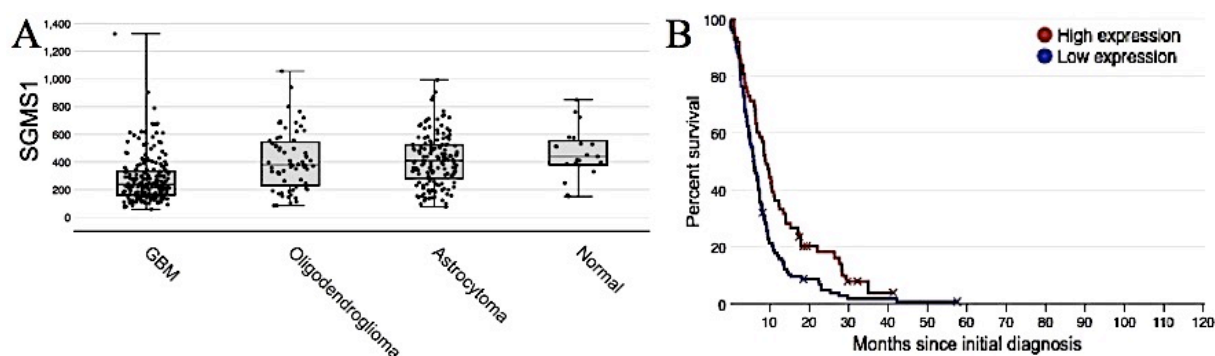 A
SGMS1
1,400
1,200
1,000
800
600
400
200
0
GBM
Oligodendroglioma
Astrocytoma
Normal
B
High expression
Low expression
Percent survival
100
80
60
40
20
10 20 30 40 50 60 70 80 90 100 110 120
Months since initial diagnosis